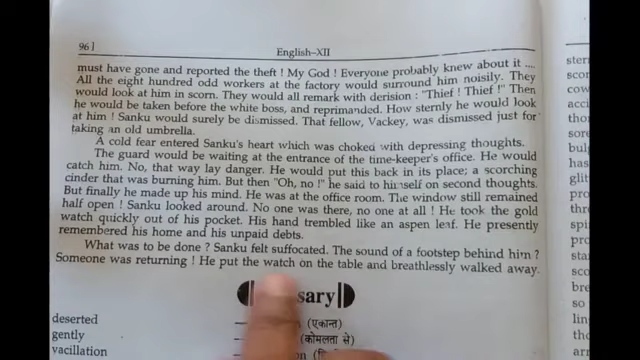 96]
English–XII
must have gone and reported the theft ! My God ! Everyone probably knew about it ....
All the eight hundred odd workers at the factory would surround him noisily. They
would look at him in scorn. They would all remark with derision : "Thief ! Thief !" Then
he would be taken before the white boss, and reprimanded. How sternly he would look
at him ! Sanku would surely be dismissed. That fellow, Vackey, was dismissed just for
taking an old umbrella.
A cold fear entered Sanku's heart which was choked with depressing thoughts.
The guard would be waiting at the entrance of the time-keeper's office. He would
catch him. No, that way lay danger. He would put this back in its place; a scorching
cinder that was burning him. But then "Oh, no !" he said to himself on second thoughts.
But finally he made up his mind. He was at the office room. The window still remained
half open ! Sanku looked around. No one was there, no one at all ! He took the gold
watch quickly out of his pocket. His hand trembled like an aspen leaf. He presently
remembered his home and his unpaid debts.
What was to be done ? Sanku felt suffocated. The sound of a footstep behind him ?
Someone was returning ! He put the watch on the table and breathlessly walked away.
deserted
(एकान्त)
gently
(कोमलता से)
vacillation